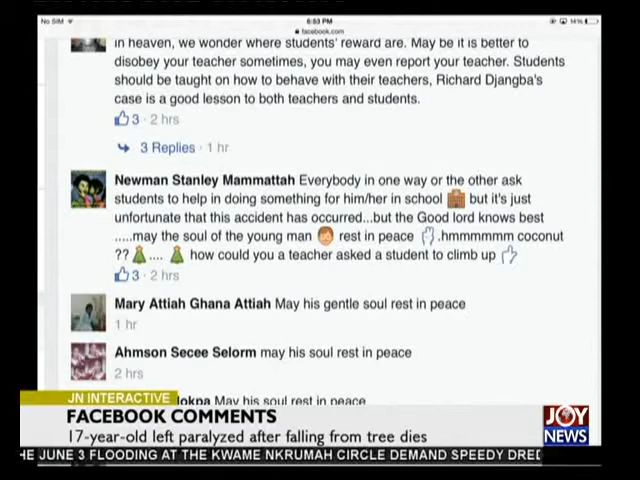 No SIM
6:53 PM
14%
facebook.com
in heaven, we wonder where students' reward are. May be it is better to
disobey your teacher sometimes, you may even report your teacher. Students
should be taught on how to behave with their teachers, Richard Djangba's
case is a good lesson to both teachers and students.
3 · 2 hrs
3 Replies · 1 hr
Newman Stanley Mammattah Everybody in one way or the other ask
students to help in doing something for him/her in school but it's just
unfortunate that this accident has occurred...but the Good lord knows best
.....may the soul of the young man rest in peace .hmmmmmm coconut
?? .... how could you a teacher asked a student to climb up
3 · 2 hrs
Mary Attiah Ghana Attiah May his gentle soul rest in peace
1 hr
Ahmson Secee Selorm may his soul rest in peace
2 hrs
May his soul rest in peace
JN INTERACTIVE
FACEBOOK COMMENTS
17-year-old left paralyzed after falling from tree dies
JOY
NEWS
HE JUNE 3 FLOODING AT THE KWAME NKRUMAH CIRCLE DEMAND SPEEDY